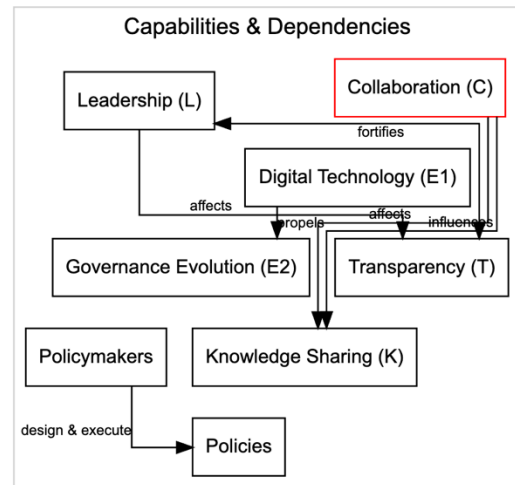 Capabilities & Dependencies
Leadership (L)
Collaboration (C)
fortifies
Digital Technology (E1)
affects
propels
affects
influences
Governance Evolution (E2)
Transparency (T)
Policymakers
Knowledge Sharing (K)
design & execute
Policies